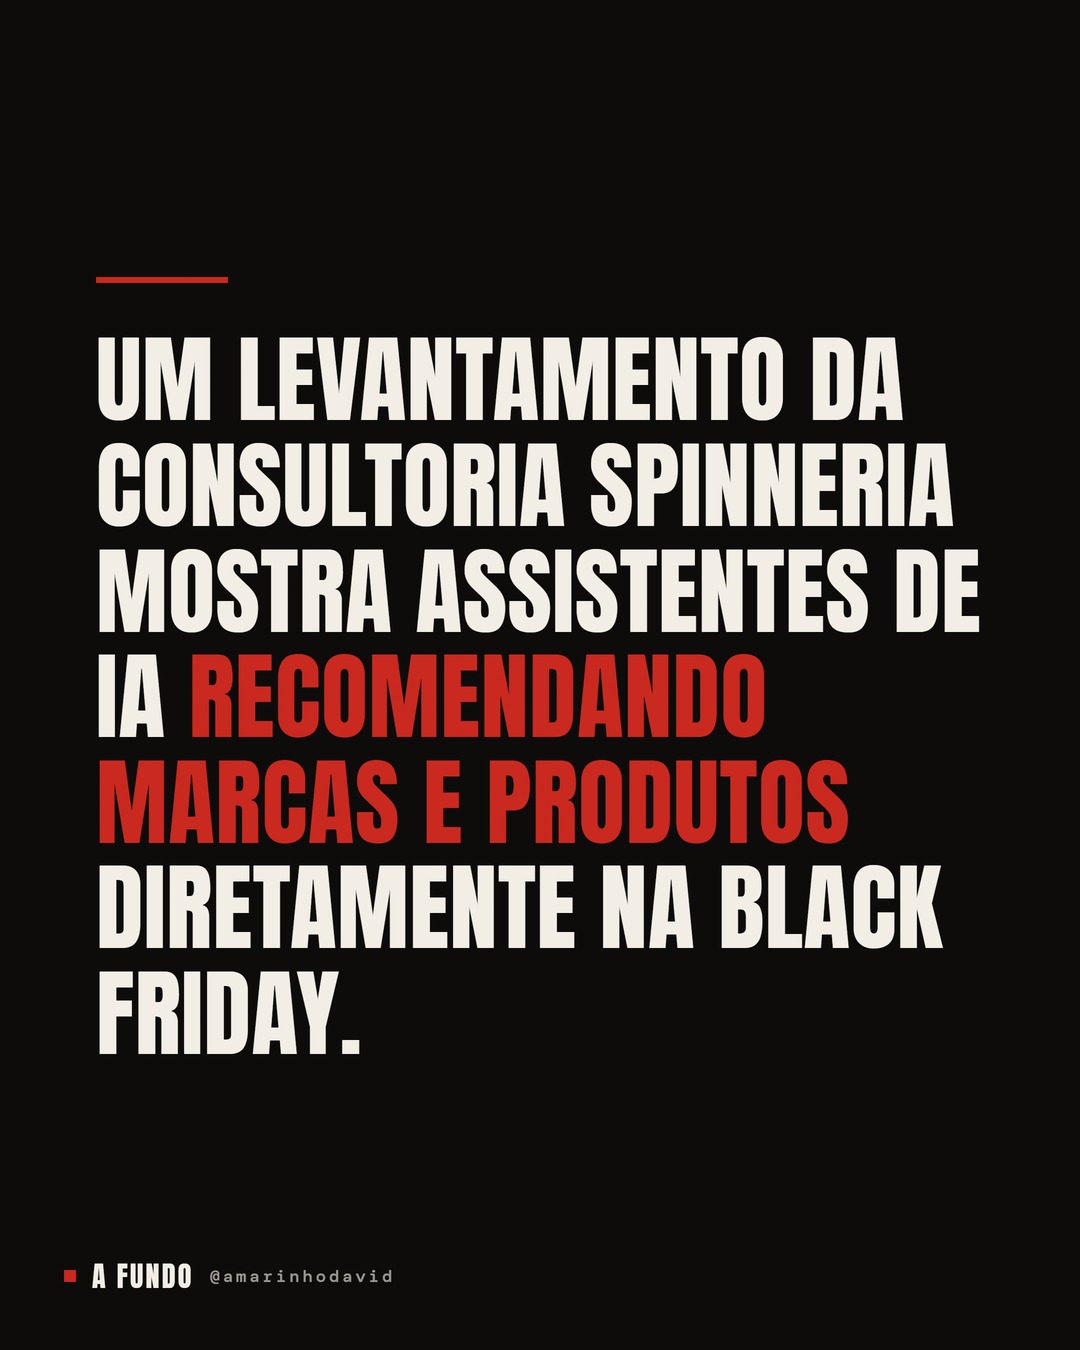 UM LEVANTAMENTO DA
CONSULTORIA SPINNERIA
MOSTRA ASSISTENTES DE
IA RECOMENDANDO
MARCAS E PRODUTOS
DIRETAMENTE NA BLACK
FRIDAY.
A FUNDO @amarinhodavid